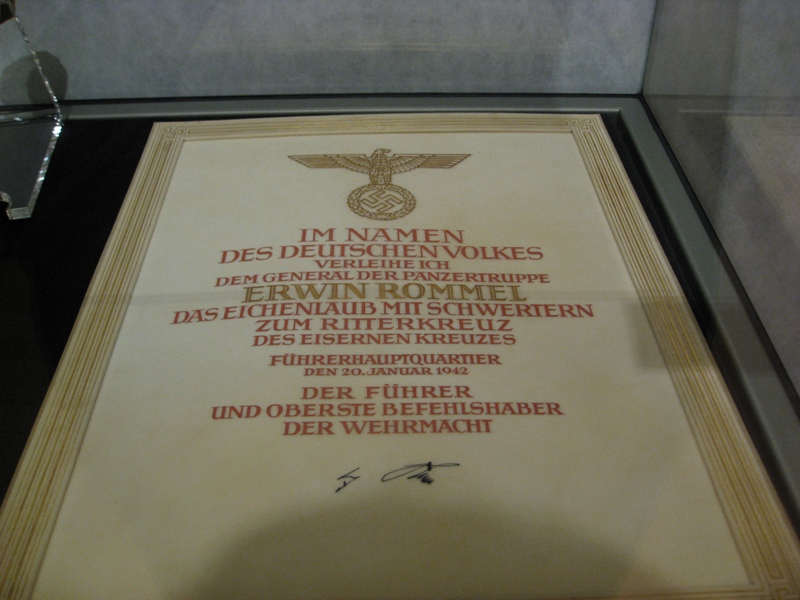 IM NAMEN
DES DEUTSCHEN VOLKES
VERLEIHE ICH
DEM GENERAL DER PANZERTRUPPE
ERWIN ROMMEL
DAS EICHENLAUB MIT SCHWERTERN
ZUM RITTERKREUZ
DES EISERNEN KREUZES
FÜHRERHAUPTQUARTIER
DEN 20. JANUAR 1942
DER FÜHRER
UND OBERSTE BEFEHLSHABER
DER WEHRMACHT